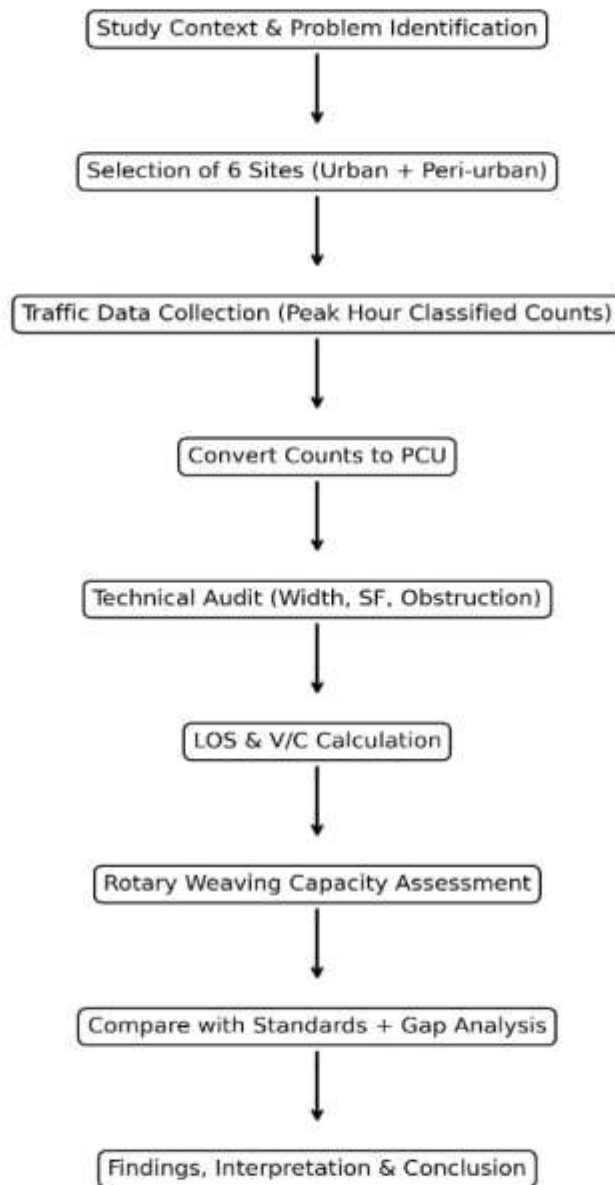 Study Context & Problem Identification
Selection of 6 Sites (Urban + Peri-urban)
Traffic Data Collection (Peak Hour Classified Counts)
Convert Counts to PCU
Technical Audit (Width, SF, Obstruction)
LOS & V/C Calculation
Rotary Weaving Capacity Assessment
Compare with Standards + Gap Analysis
Findings, Interpretation & Conclusion